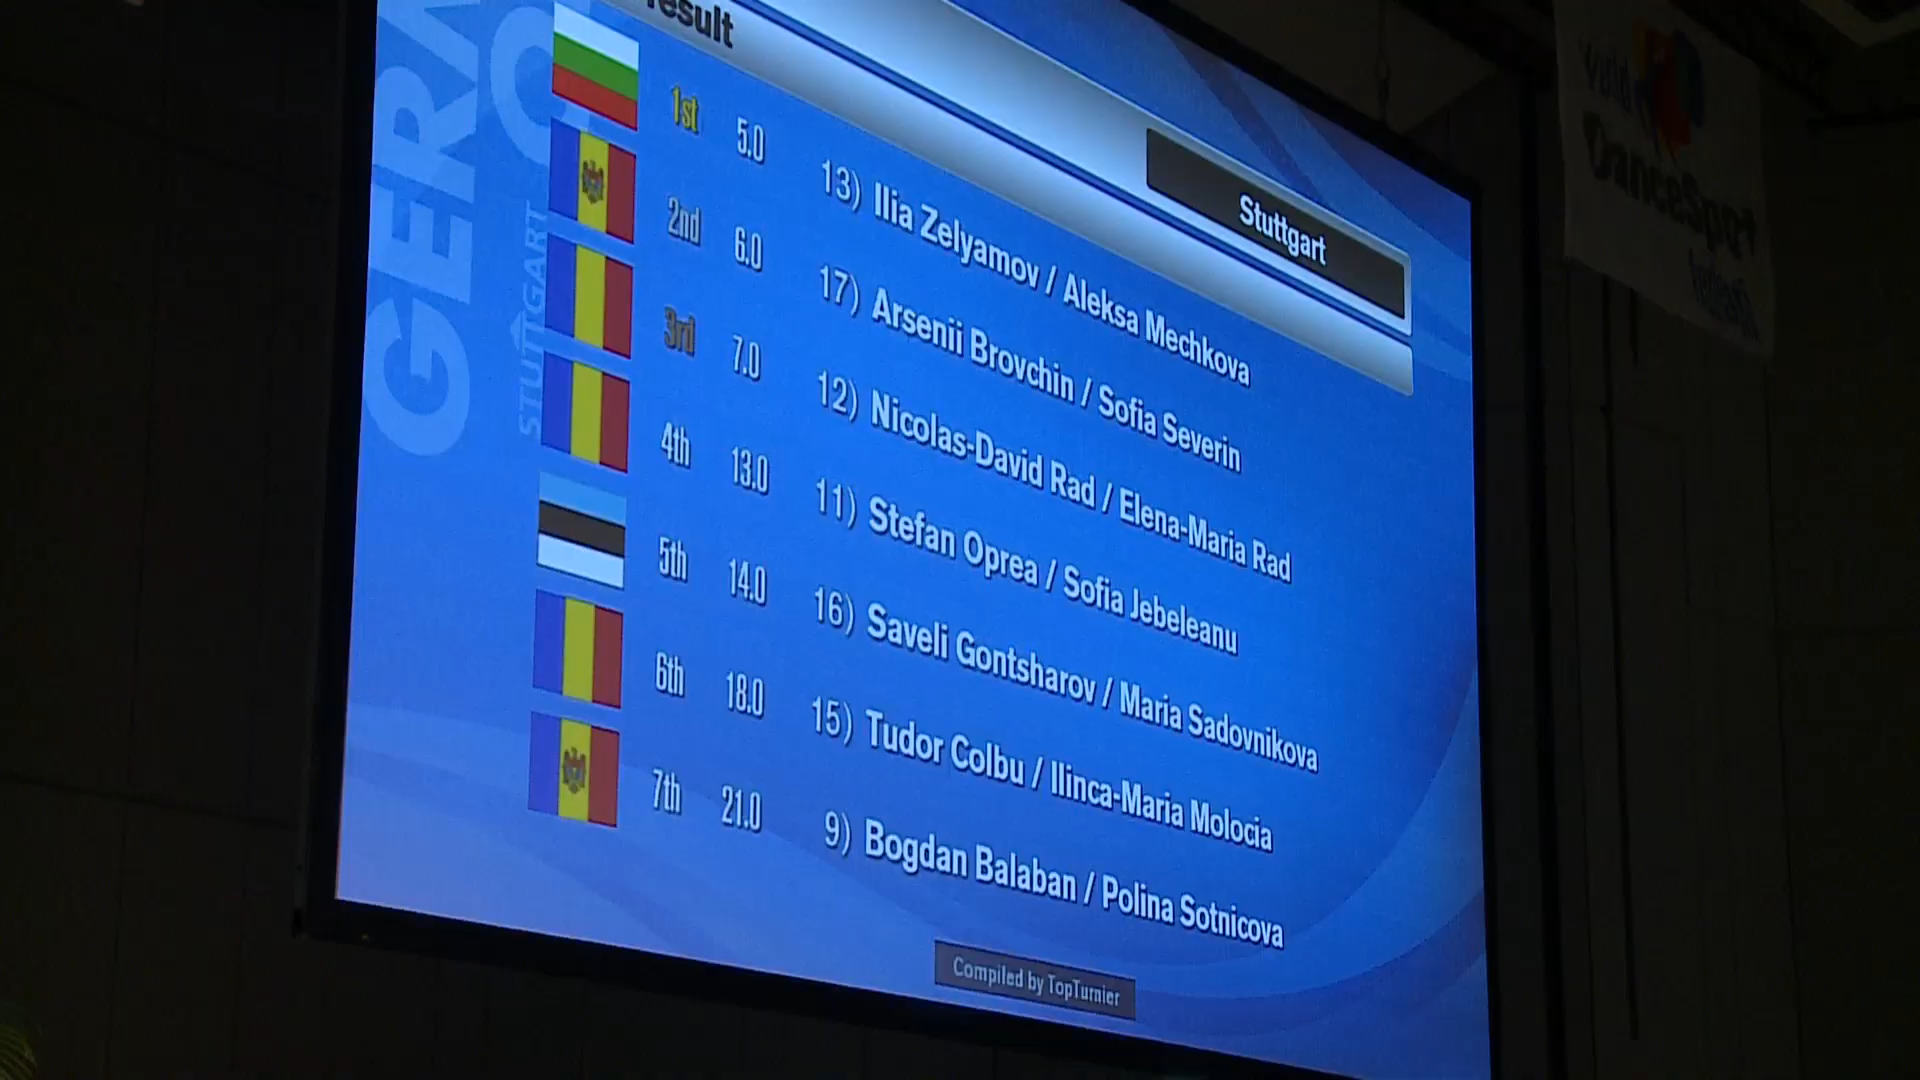 result
Stuttgart
1st 5.0 13) Ilia Zelyamov / Aleksa Mechkova
2nd 6.0 17) Arsenii Brovchin / Sofia Severin
3rd 7.0 12) Nicolas-David Rad / Elena-Maria Rad
4th 13.0 11) Stefan Oprea / Sofia Jebeleanu
5th 14.0 16) Saveli Gontsharov / Maria Sadovnikova
6th 18.0 15) Tudor Colbu / Ilinca-Maria Molocia
7th 21.0 9) Bogdan Balaban / Polina Sotnicova
Compiled by TopTurnier
STUTTGART
World
DanceSport